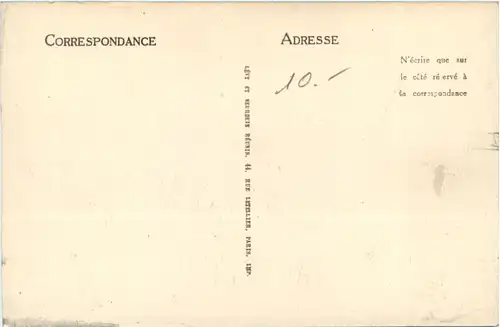 CORRESPONDANCE
ADRESSE
N'écrire que sur
le côté réservé à
la correspondance
10.-
LÉVY ET NEURDEIN RÉUNIS, 44, RUE LETELLIER, PARIS, IMP.